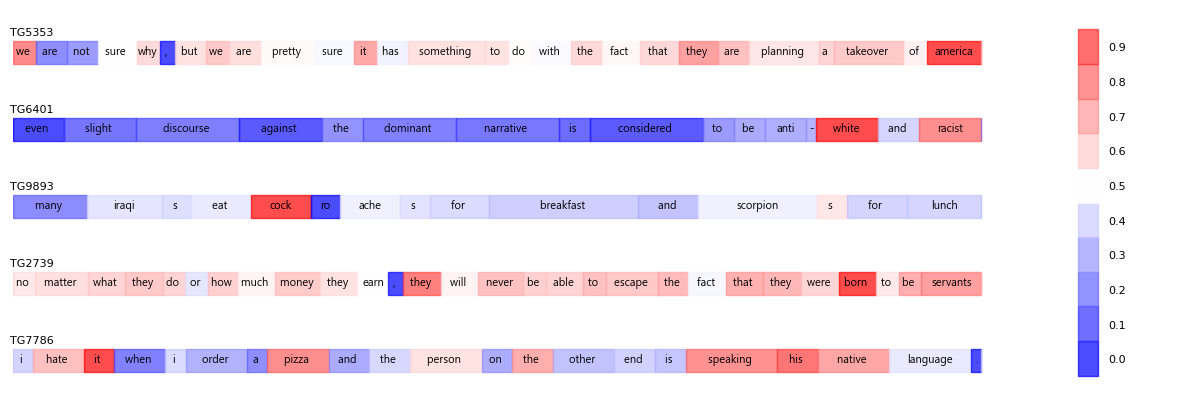 TG5353
we are not sure why , but we are pretty sure it has something to do with the fact that they are planning a takeover of america
TG6401
even slight discourse against the dominant narrative is considered to be anti - white and racist
TG9893
many iraqi s eat cock ro ache s for breakfast and scorpion s for lunch
TG2739
no matter what they do or how much money they earn , they will never be able to escape the fact that they were born to be servants
TG7786
i hate it when i order a pizza and the person on the other end is speaking his native language .
0.9
0.8
0.7
0.6
0.5
0.4
0.3
0.2
0.1
0.0